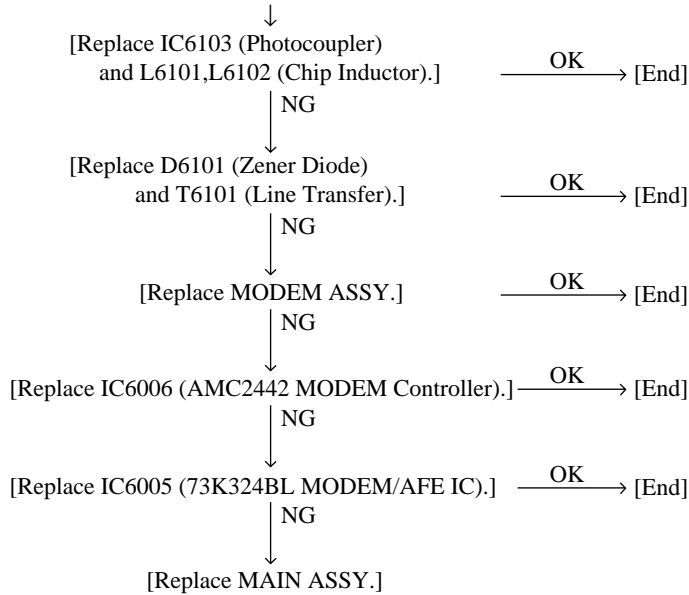 [Replace IC6103 (Photocoupler)
and L6101,L6102 (Chip Inductor).]
OK
[End]
NG
[Replace D6101 (Zener Diode)
and T6101 (Line Transfer).]
OK
[End]
NG
[Replace MODEM ASSY.]
OK
[End]
NG
[Replace IC6006 (AMC2442 MODEM Controller).]
OK
[End]
NG
[Replace IC6005 (73K324BL MODEM/AFE IC).]
OK
[End]
NG
[Replace MAIN ASSY.]